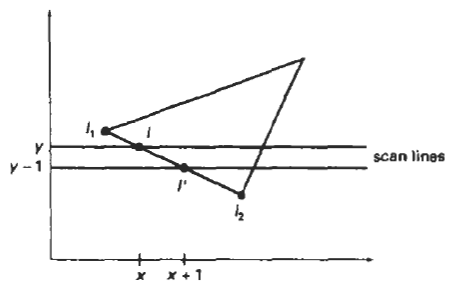 I₁
I
y
scan lines
y − 1
I'
I₂
x
x + 1